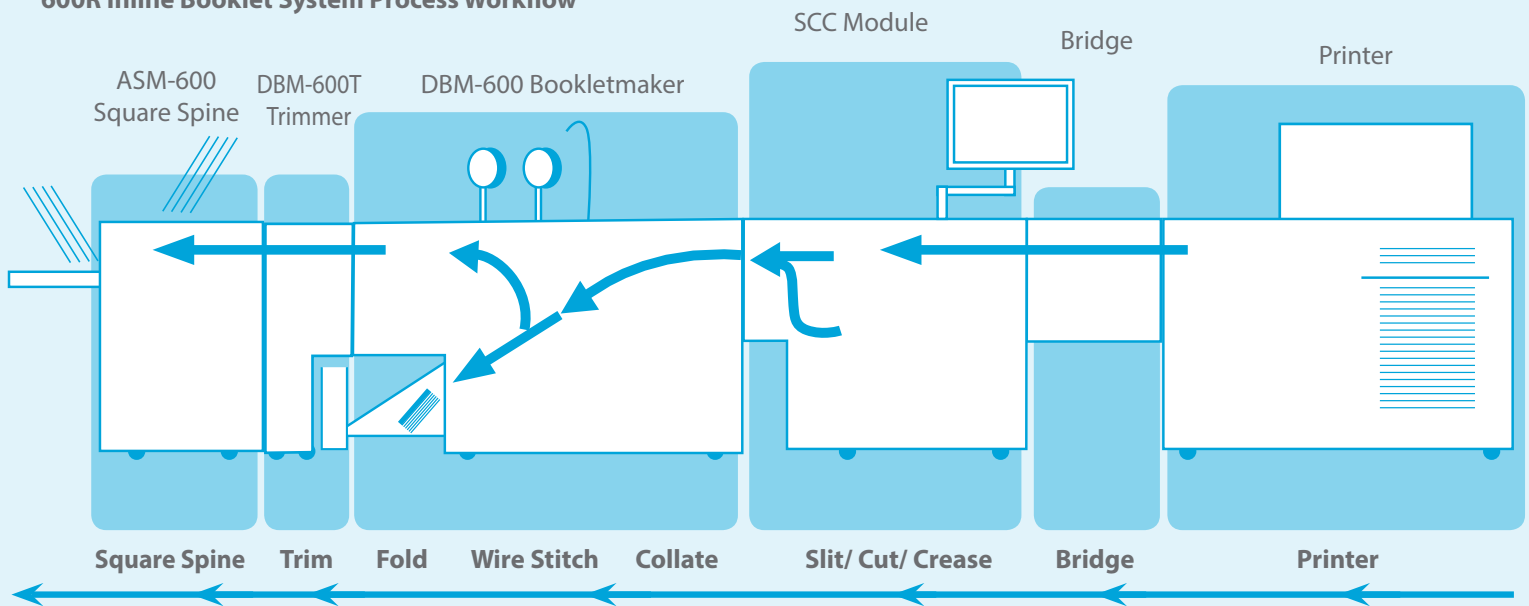 600R Inline Booklet System Process Workflow
SCC Module
Bridge
Printer
ASM-600
Square Spine
DBM-600T
Trimmer
DBM-600 Bookletmaker
Square Spine
Trim
Fold
Wire Stitch
Collate
Slit/ Cut/ Crease
Bridge
Printer